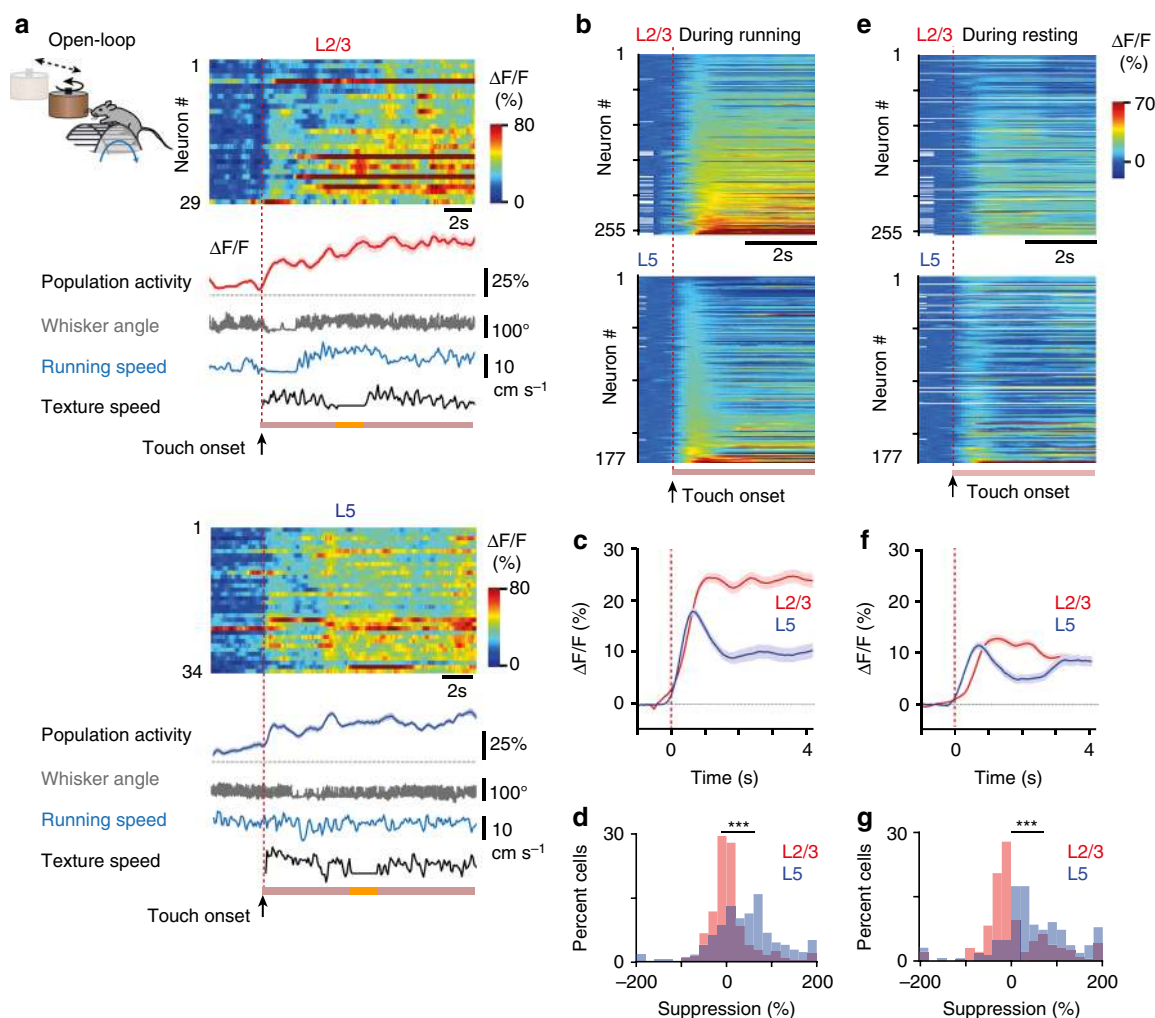 a
Open-loop
L2/3
1
Neuron #
29
ΔF/F
(%)
80
0
2s
ΔF/F
Population activity
25%
Whisker angle
100°
Running speed
10
cm s⁻¹
Texture speed
Touch onset
L5
1
34
ΔF/F
(%)
80
0
2s
Population activity
25%
Whisker angle
100°
Running speed
10
cm s⁻¹
Texture speed
Touch onset
b
L2/3 During running
1
Neuron #
255
2s
L5
1
Neuron #
177
Touch onset
c
30
20
10
0
ΔF/F (%)
L2/3
L5
0
4
Time (s)
d
30
0
Percent cells
***
L2/3
L5
−200 0 200
Suppression (%)
e
L2/3 During resting
1
Neuron #
255
ΔF/F
(%)
70
0
2s
L5
1
Neuron #
177
Touch onset
f
30
20
10
0
ΔF/F (%)
L2/3
L5
0
4
Time (s)
g
30
0
Percent cells
***
L2/3
L5
−200 0 200
Suppression (%)